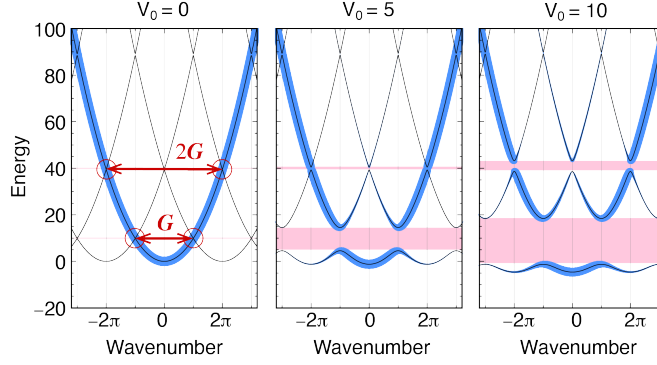 V₀ = 0
V₀ = 5
V₀ = 10
100
80
60
40
20
0
−20
Energy
2G
G
−2π 0 2π
−2π 0 2π
−2π 0 2π
Wavenumber
Wavenumber
Wavenumber